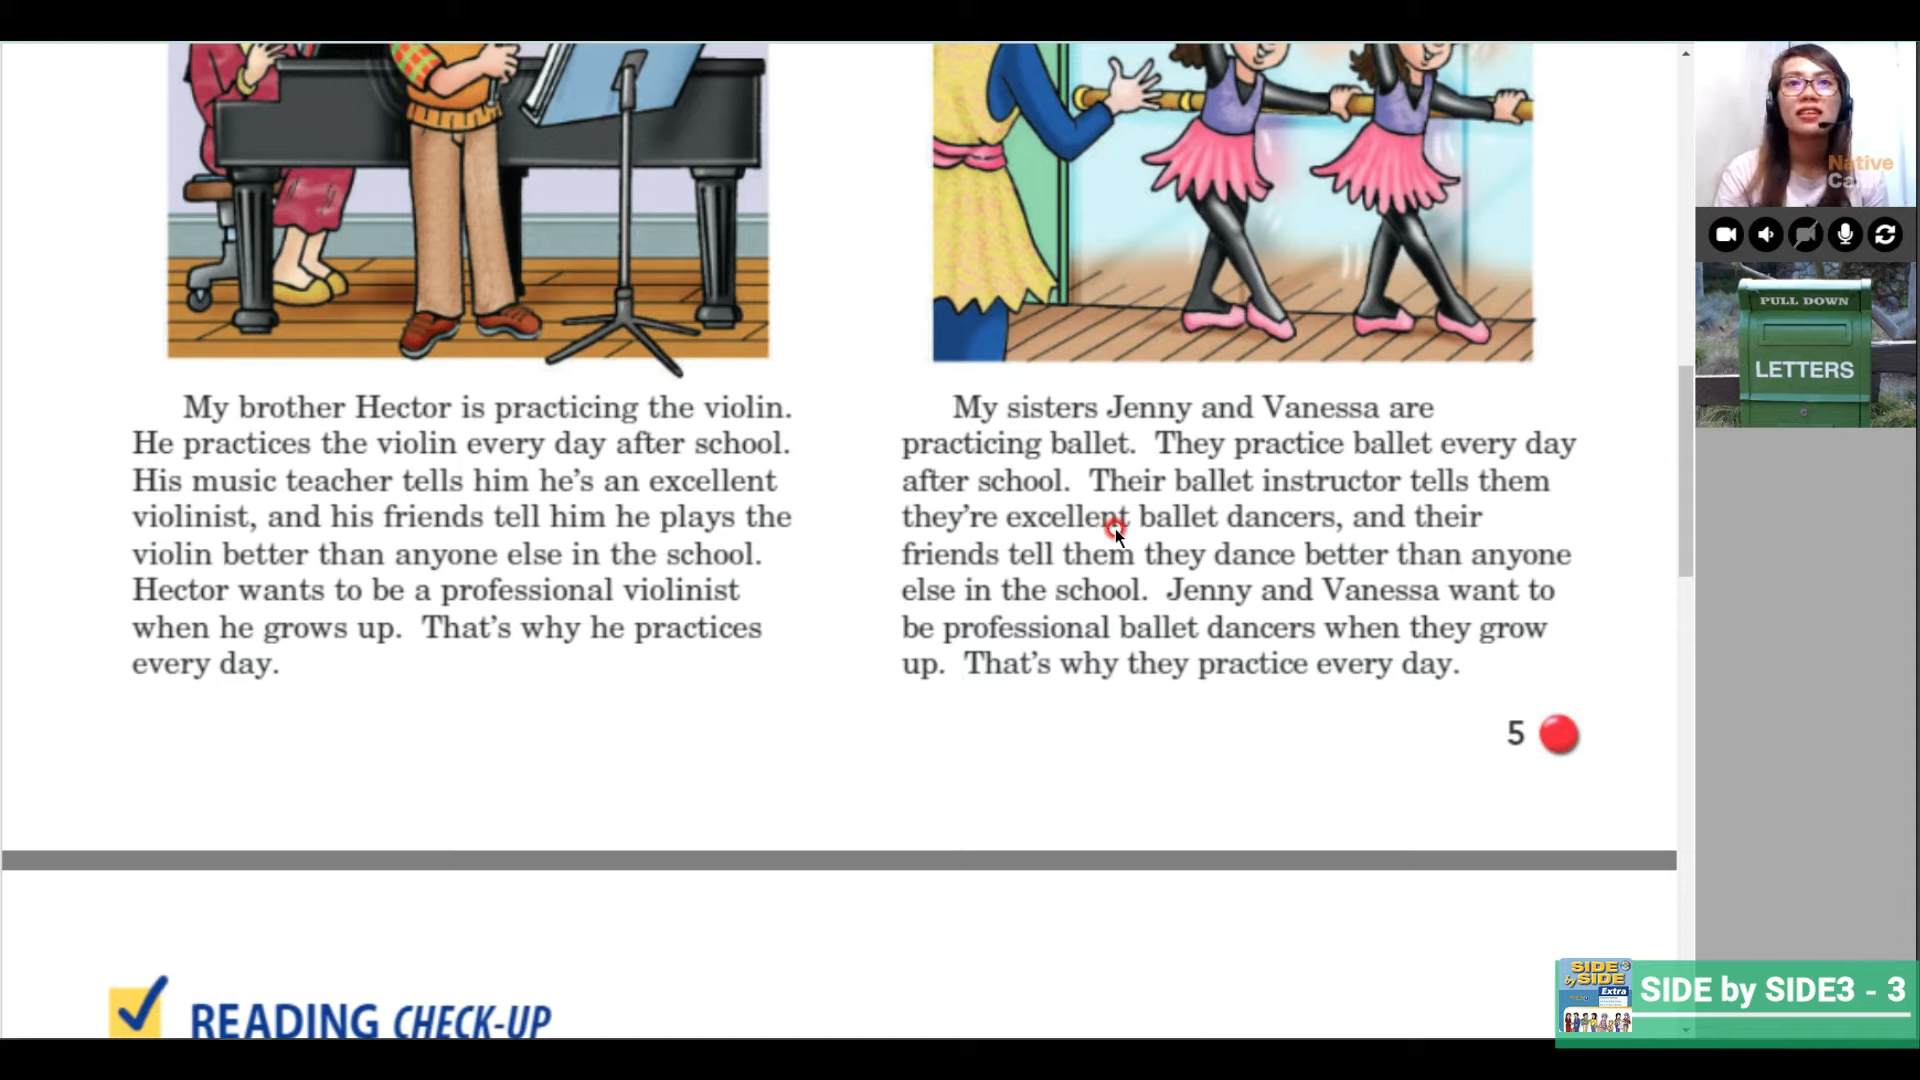 My brother Hector is practicing the violin.
He practices the violin every day after school.
His music teacher tells him he's an excellent
violinist, and his friends tell him he plays the
violin better than anyone else in the school.
Hector wants to be a professional violinist
when he grows up. That's why he practices
every day.
My sisters Jenny and Vanessa are
practicing ballet. They practice ballet every day
after school. Their ballet instructor tells them
they're excellent ballet dancers, and their
friends tell them they dance better than anyone
else in the school. Jenny and Vanessa want to
be professional ballet dancers when they grow
up. That's why they practice every day.
5
READING CHECK-UP
Native
PULL DOWN
LETTERS
SIDE
by SIDE
Extra
SIDE by SIDE3 - 3